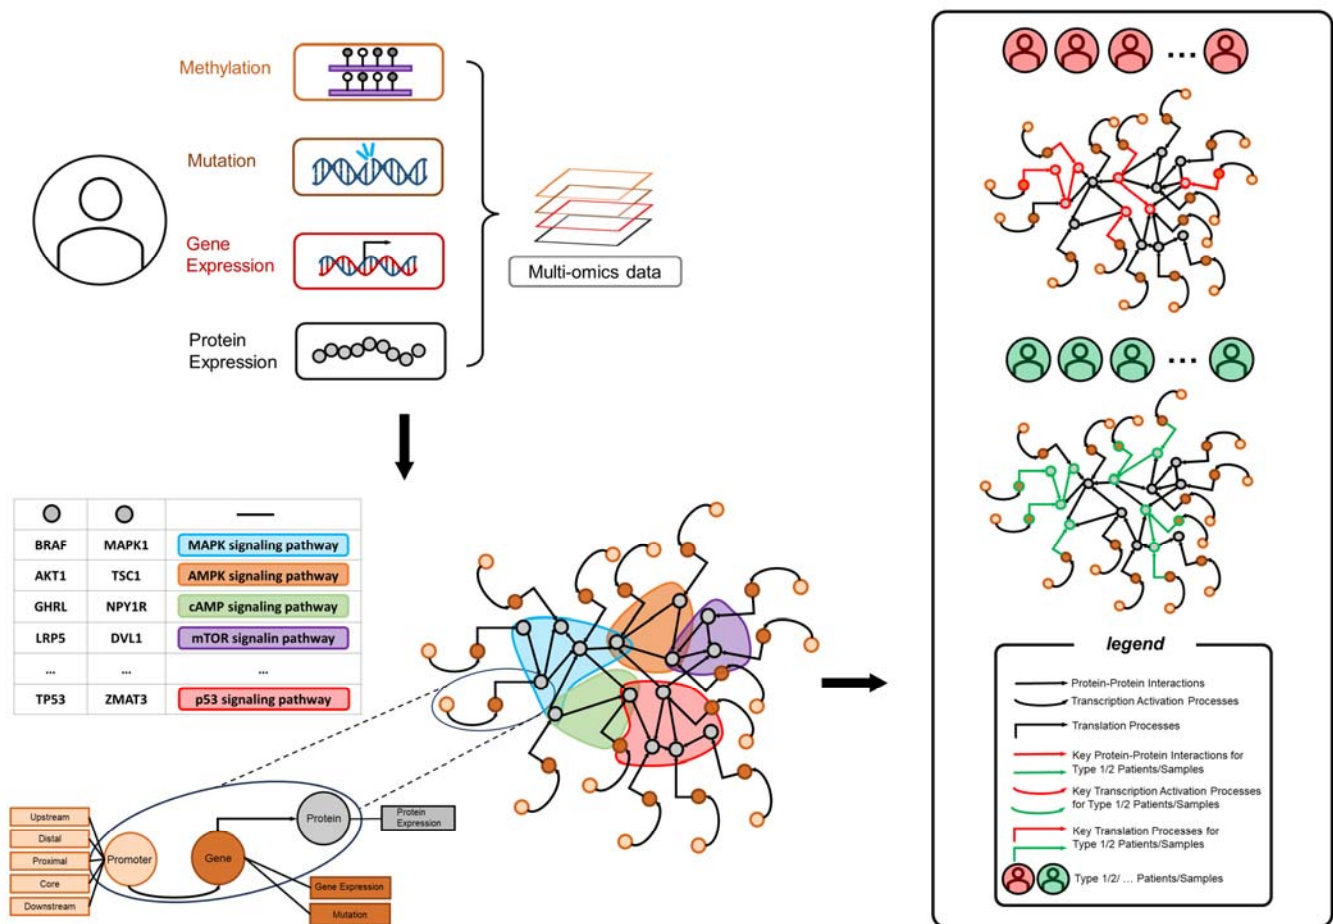 Methylation
Mutation
Gene
Expression
Protein
Expression
Multi-omics data
BRAF MAPK1 MAPK signaling pathway
AKT1 TSC1 AMPK signaling pathway
GHRL NPY1R cAMP signaling pathway
LRP5 DVL1 mTOR signalin pathway
... ... ...
TP53 ZMAT3 p53 signaling pathway
Upstream
Distal
Proximal
Core
Downstream
Promoter
Gene
Protein
Protein
Expression
Gene Expression
Mutation
...
...
legend
Protein-Protein Interactions
Transcription Activation Processes
Translation Processes
Key Protein-Protein Interactions for
Type 1/2 Patients/Samples
Key Transcription Activation Processes
for Type 1/2 Patients/Samples
Key Translation Processes for
Type 1/2 Patients/Samples
Type 1/2/ ... Patients/Samples